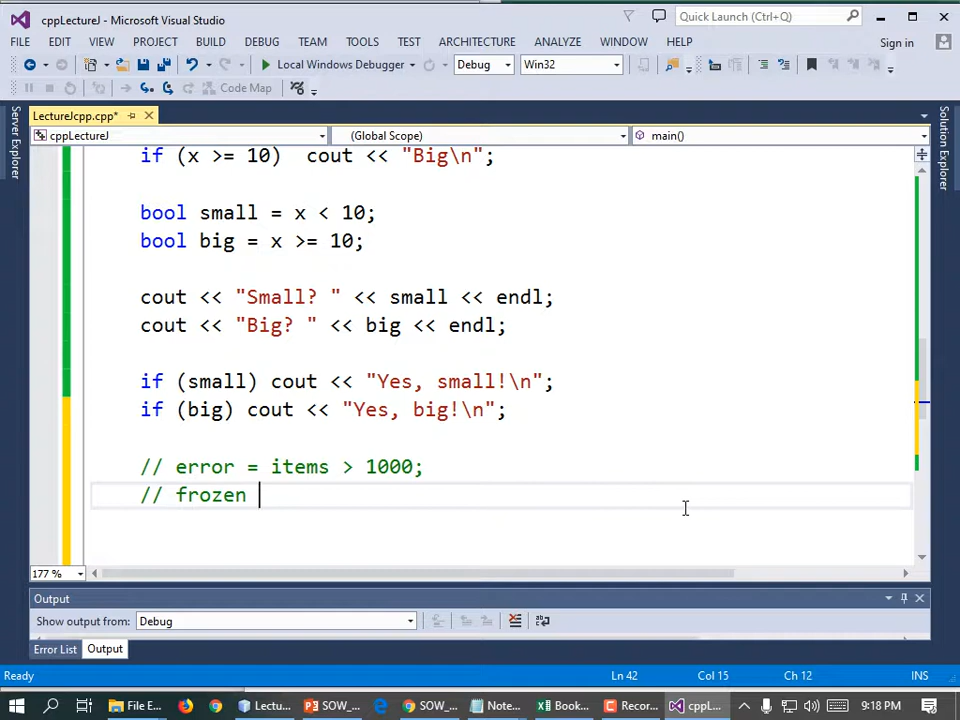 cppLectureJ - Microsoft Visual Studio
Quick Launch (Ctrl+Q)
FILE EDIT VIEW PROJECT BUILD DEBUG TEAM TOOLS TEST ARCHITECTURE ANALYZE WINDOW HELP Sign in
Local Windows Debugger Debug Win32
Code Map
Server Explorer
Solution Explorer
LectureJcpp.cpp*
cppLectureJ (Global Scope) main()
if (x >= 10)  cout << "Big\n";
bool small = x < 10;
bool big = x >= 10;
cout << "Small? " << small << endl;
cout << "Big? " << big << endl;
if (small) cout << "Yes, small!\n";
if (big) cout << "Yes, big!\n";
// error = items > 1000;
// frozen
177 %
Output
Show output from: Debug
Error List Output
Ready Ln 42 Col 15 Ch 12 INS
File E... Lectu... SOW_... SOW_... Note... Book... Recor... cppL... 9:18 PM